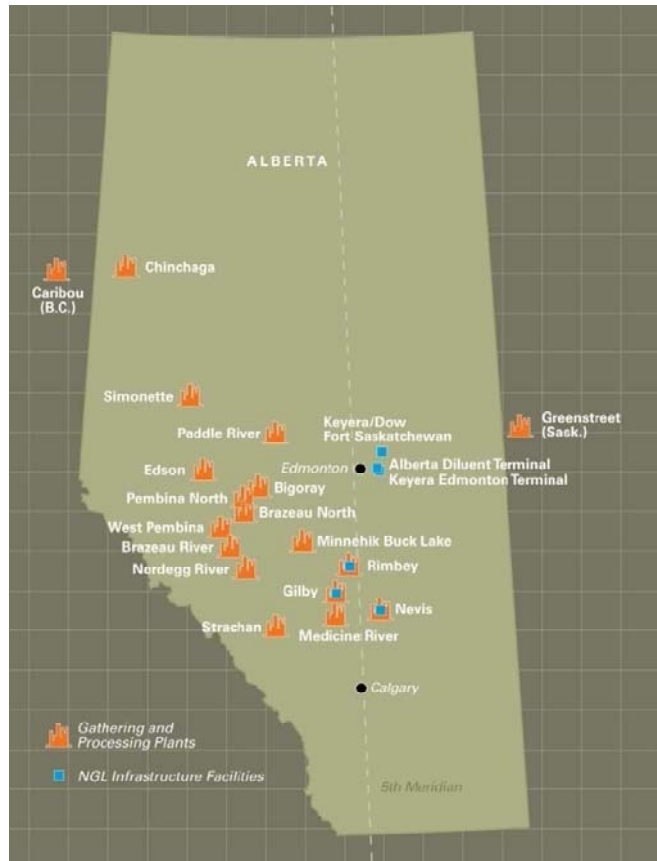 ALBERTA
Chinchaga
Caribou
(B.C.)
Simonette
Greenstreet
(Sask.)
Paddle River
Keyera/Dow
Fort Saskatchewan
Edmonton
Alberta Diluent Terminal
Keyera Edmonton Terminal
Edson
Bigoray
Pembina North
Brazeau North
West Pembina
Minnehik Buck Lake
Brazeau River
Rimbey
Nordegg River
Gilby
Nevis
Strachan
Medicine River
Calgary
Gathering and
Processing Plants
NGL Infrastructure Facilities
5th Meridian